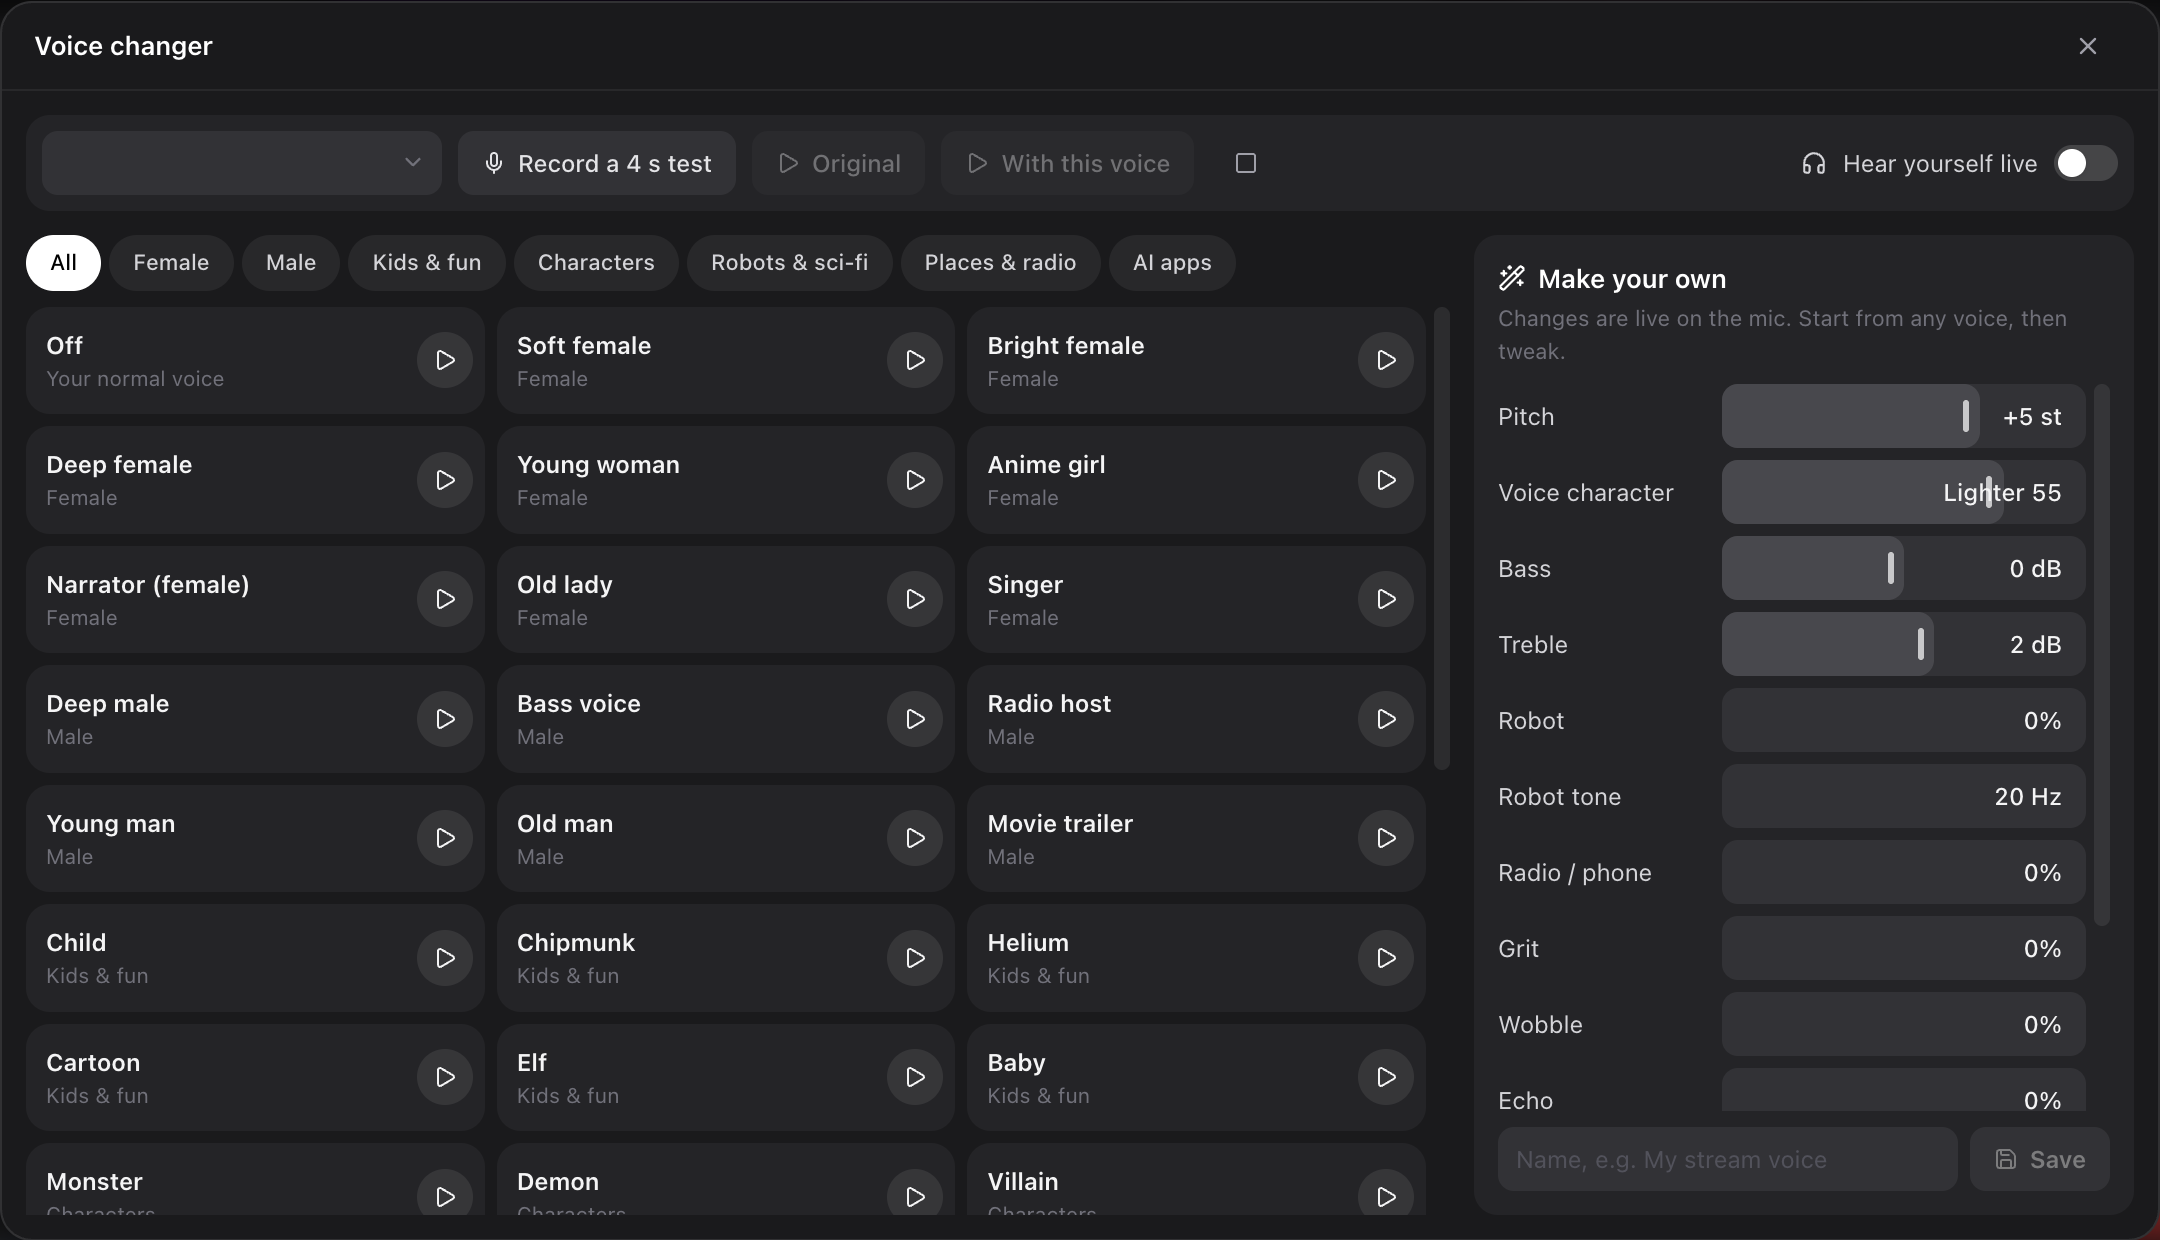 Voice changer
Record a 4 s test
Original
With this voice
Hear yourself live
All
Female
Male
Kids & fun
Characters
Robots & sci-fi
Places & radio
AI apps
Off
Your normal voice
Soft female
Female
Bright female
Female
Deep female
Female
Young woman
Female
Anime girl
Female
Narrator (female)
Female
Old lady
Female
Singer
Female
Deep male
Male
Bass voice
Male
Radio host
Male
Young man
Male
Old man
Male
Movie trailer
Male
Child
Kids & fun
Chipmunk
Kids & fun
Helium
Kids & fun
Cartoon
Kids & fun
Elf
Kids & fun
Baby
Kids & fun
Monster
Characters
Demon
Characters
Villain
Characters
Make your own
Changes are live on the mic. Start from any voice, then
tweak.
Pitch
+5 st
Voice character
Lighter 55
Bass
0 dB
Treble
2 dB
Robot
0%
Robot tone
20 Hz
Radio / phone
0%
Grit
0%
Wobble
0%
Echo
0%
Name, e.g. My stream voice
Save